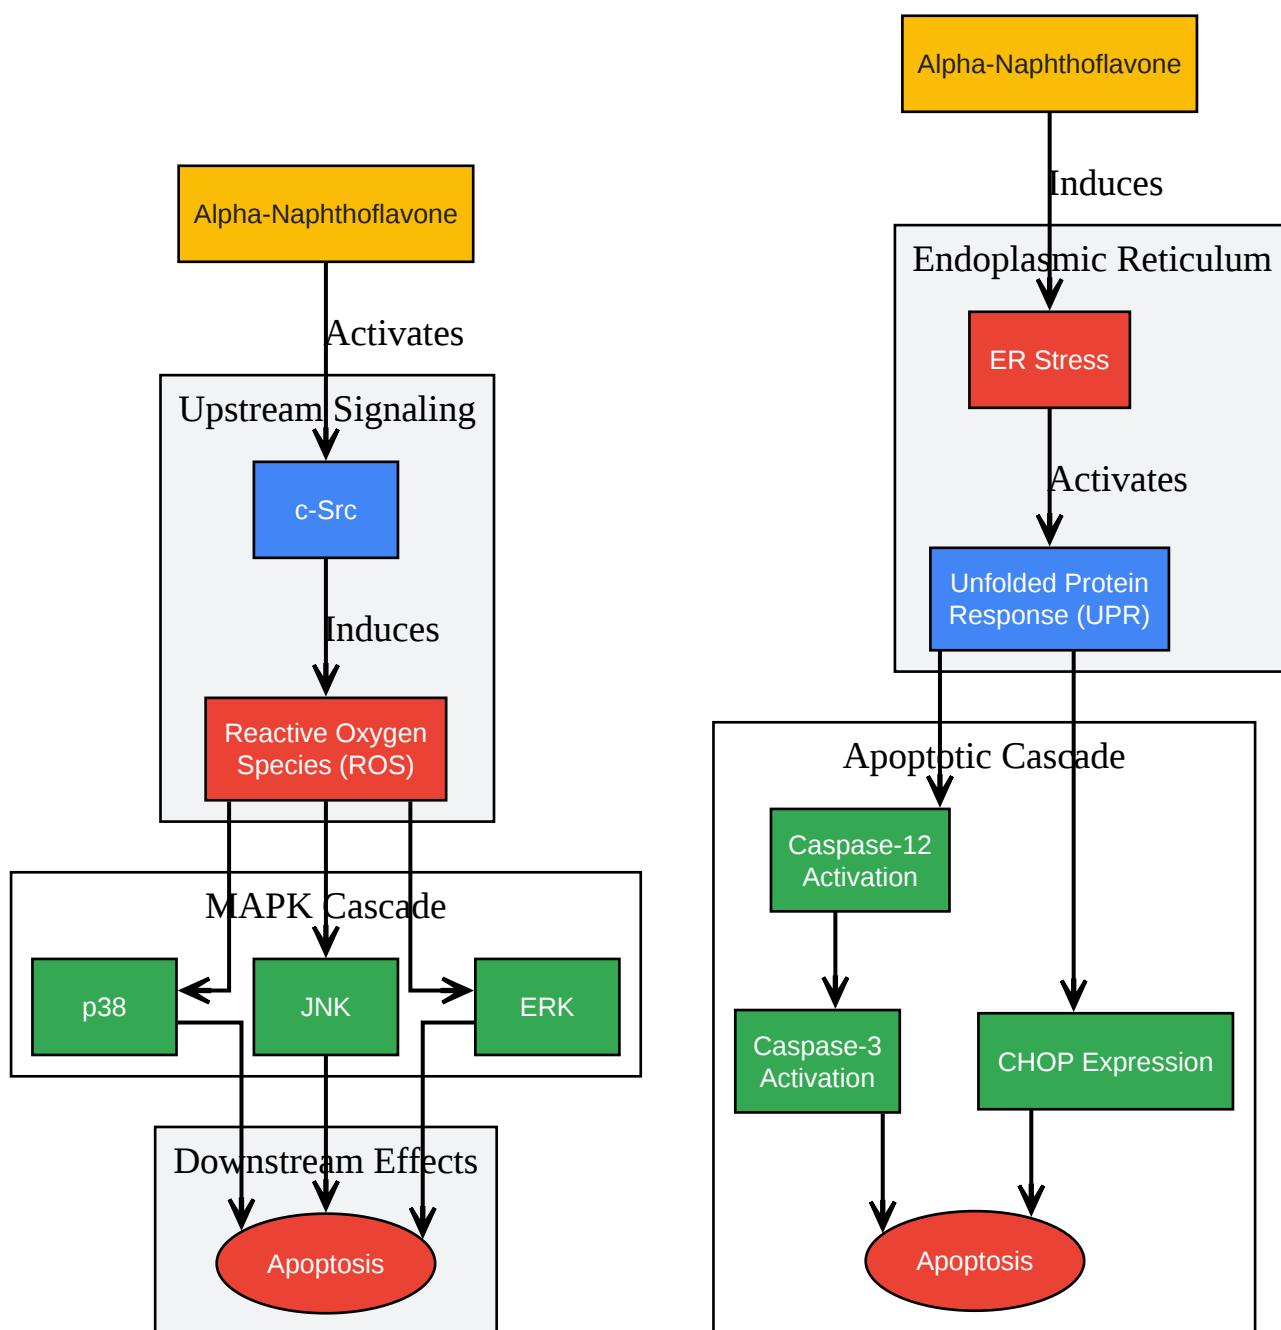 Alpha-Naphthoflavone
Activates
Upstream Signaling
c-Src
Induces
Reactive Oxygen
Species (ROS)
MAPK Cascade
p38
JNK
ERK
Downstream Effects
Apoptosis
Alpha-Naphthoflavone
Induces
Endoplasmic Reticulum
ER Stress
Activates
Unfolded Protein
Response (UPR)
Apoptotic Cascade
Caspase-12
Activation
Caspase-3
Activation
CHOP Expression
Apoptosis